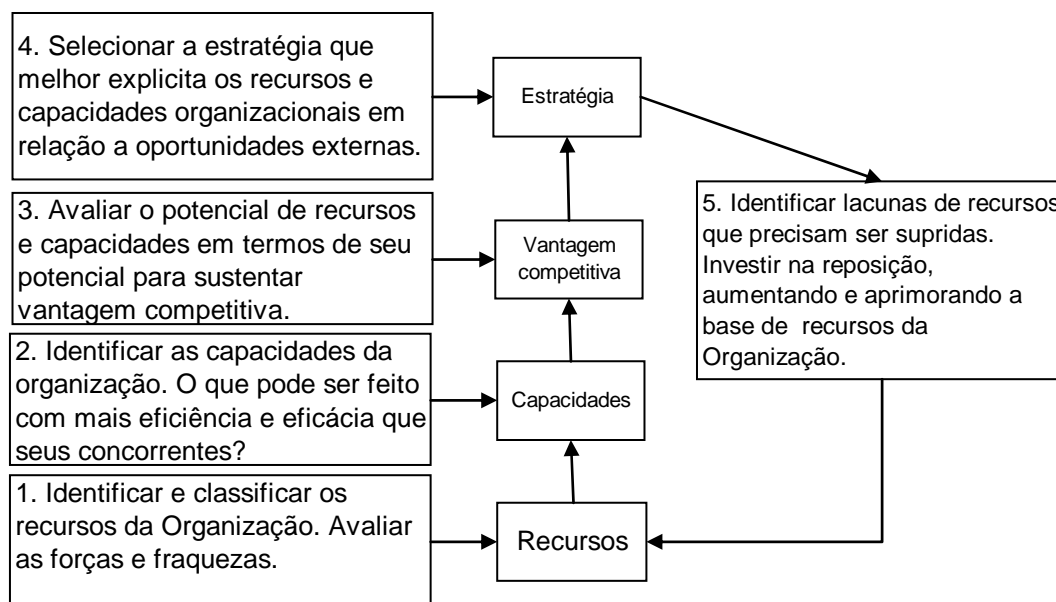 4. Selecionar a estratégia que
melhor explicita os recursos e
capacidades organizacionais em
relação a oportunidades externas.
Estratégia
3. Avaliar o potencial de recursos
e capacidades em termos de seu
potencial para sustentar
vantagem competitiva.
Vantagem
competitiva
5. Identificar lacunas de recursos
que precisam ser supridas.
Investir na reposição,
aumentando e aprimorando a
base de recursos da
Organização.
2. Identificar as capacidades da
organização. O que pode ser feito
com mais eficiência e eficácia que
seus concorrentes?
Capacidades
1. Identificar e classificar os
recursos da Organização. Avaliar
as forças e fraquezas.
Recursos